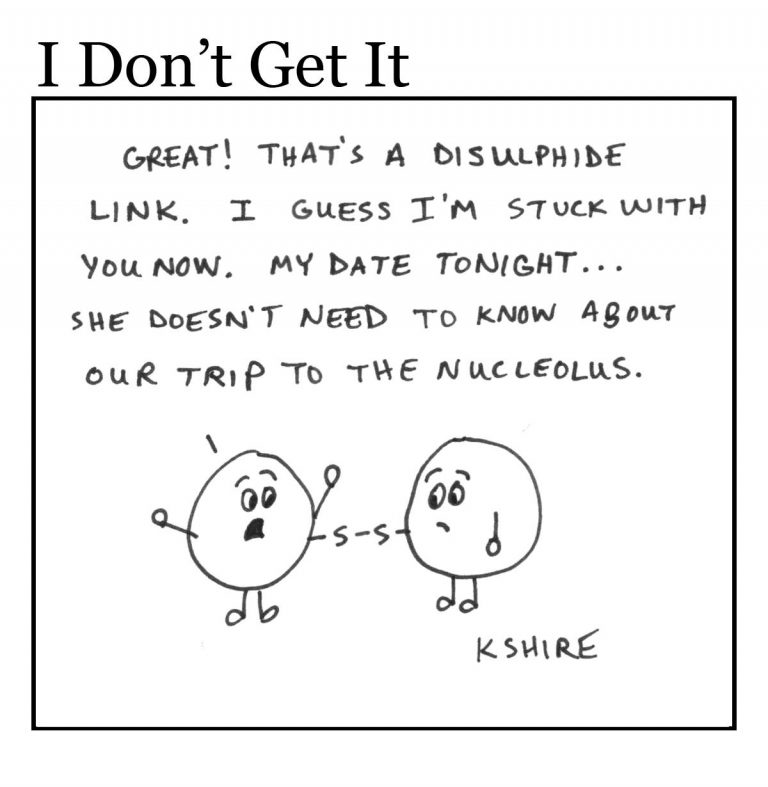 I Don’t Get It
GREAT! THAT'S A DISULPHIDE
LINK. I GUESS I'M STUCK WITH
YOU NOW. MY DATE TONIGHT...
SHE DOESN'T NEED TO KNOW ABOUT
OUR TRIP TO THE NUCLEOLUS.
-S-S-
KSHIRE